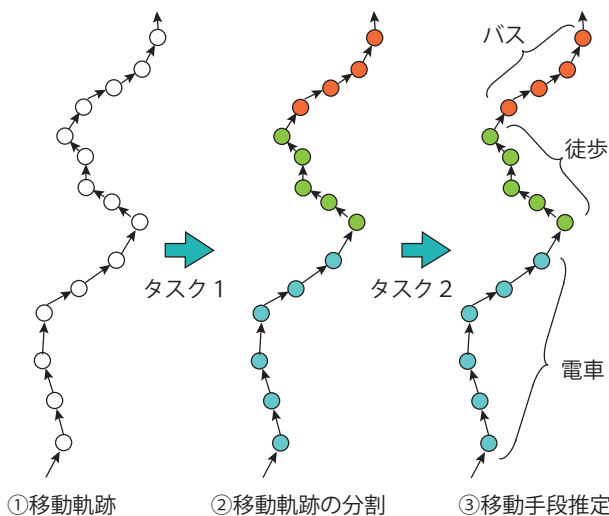 バス
徒歩
タスク1
タスク2
電車
①移動軌跡
②移動軌跡の分割
③移動手段推定